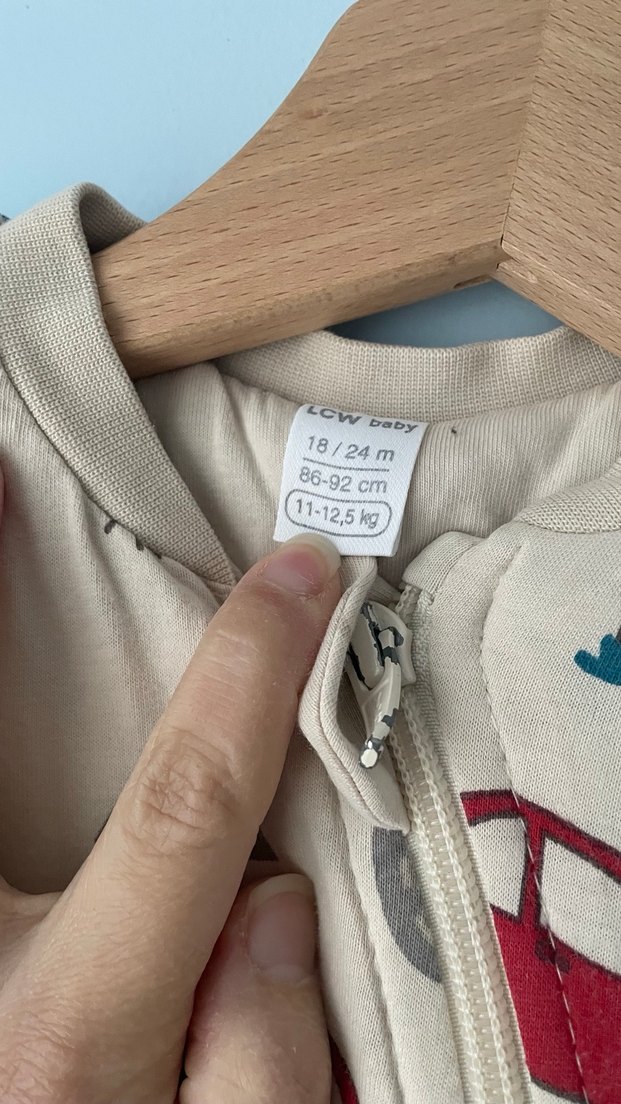 LCW baby
18 / 24 m
86-92 cm
11-12,5 kg